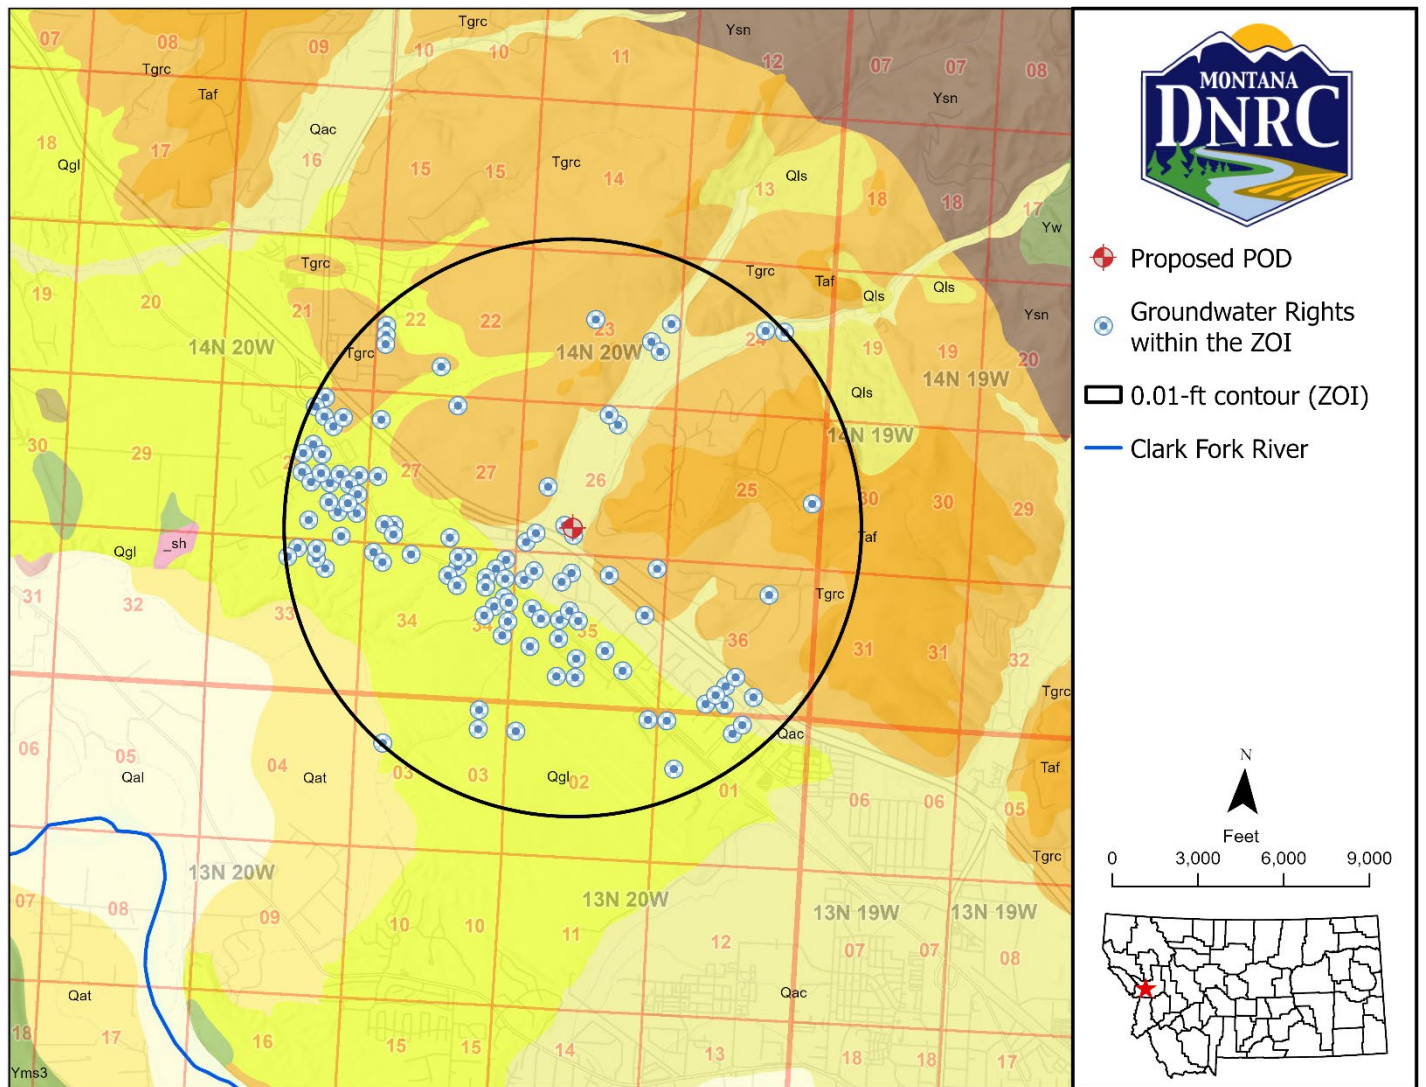 Tgrc
07
08
09
10
10
11
Ysn
12
07
07
08
Tgrc
Taf
Ysn
Qac
18
17
16
15
15
14
Tgrc
13
Qls
18
18
17
Qgl
Yw
Tgrc
Tgrc
Taf
Qls
Qls
19
20
21
22
22
23
24
Ysn
14N 20W
Tgrc
14N 20W
19
19
20
14N 19W
Qls
14N 19W
30
29
27
27
26
25
30
30
29
Qgl
_sh
Taf
31
32
33
34
34
35
36
Tgrc
31
31
32
Tgrc
06
05
04
03
03
02
01
Qal
Qat
Qgl
Qac
Taf
06
06
05
13N 20W
13N 20W
13N 19W
13N 19W
Tgrc
07
08
09
10
10
11
12
07
07
08
Qat
Qac
18
17
16
15
15
14
13
18
18
17
Yms3
MONTANA
DNRC
Proposed POD
Groundwater Rights
within the ZOI
0.01-ft contour (ZOI)
Clark Fork River
N
Feet
0 3,000 6,000 9,000